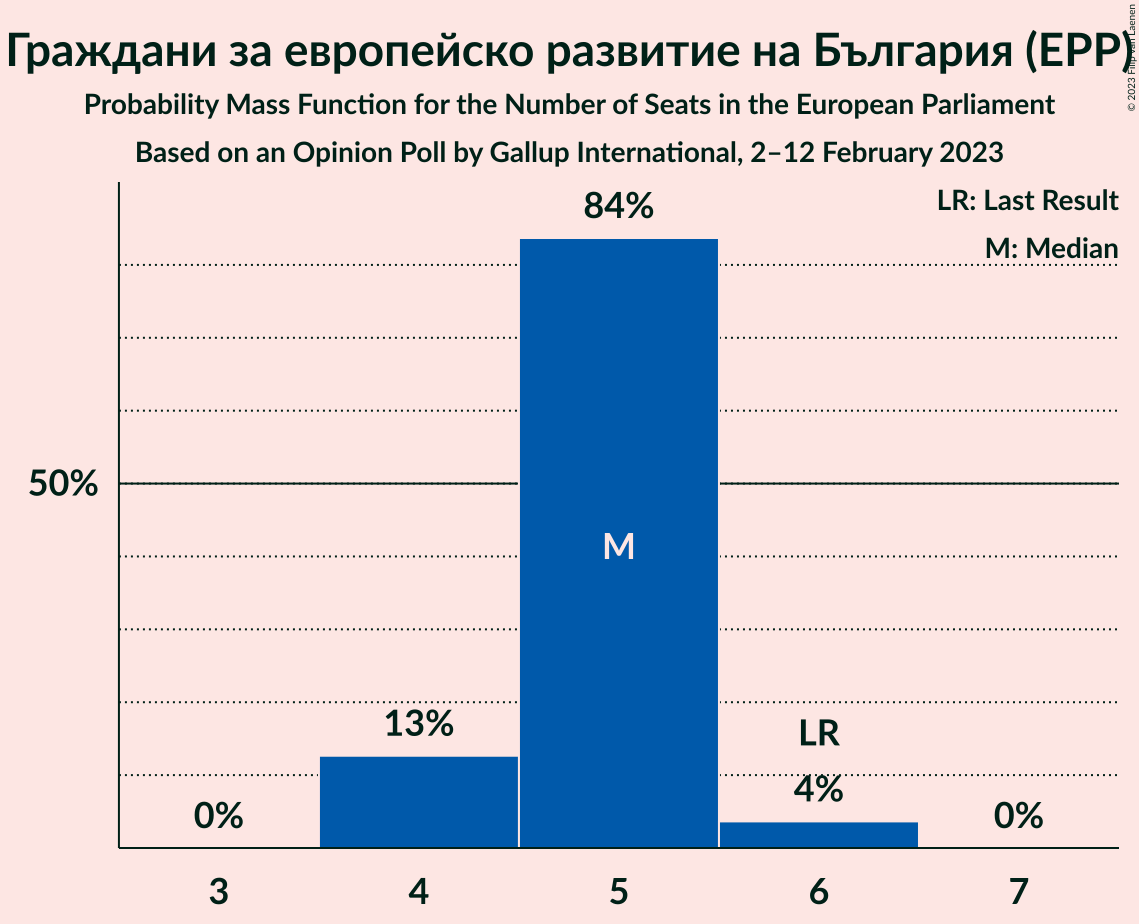 Граждани за европейско развитие на България (EPP)
Probability Mass Function for the Number of Seats in the European Parliament
Based on an Opinion Poll by Gallup International, 2–12 February 2023
© 2023 Filip van Laenen
LR: Last Result
M: Median
84%
50%
M
13%
LR
4%
0%
0%
3
4
5
6
7